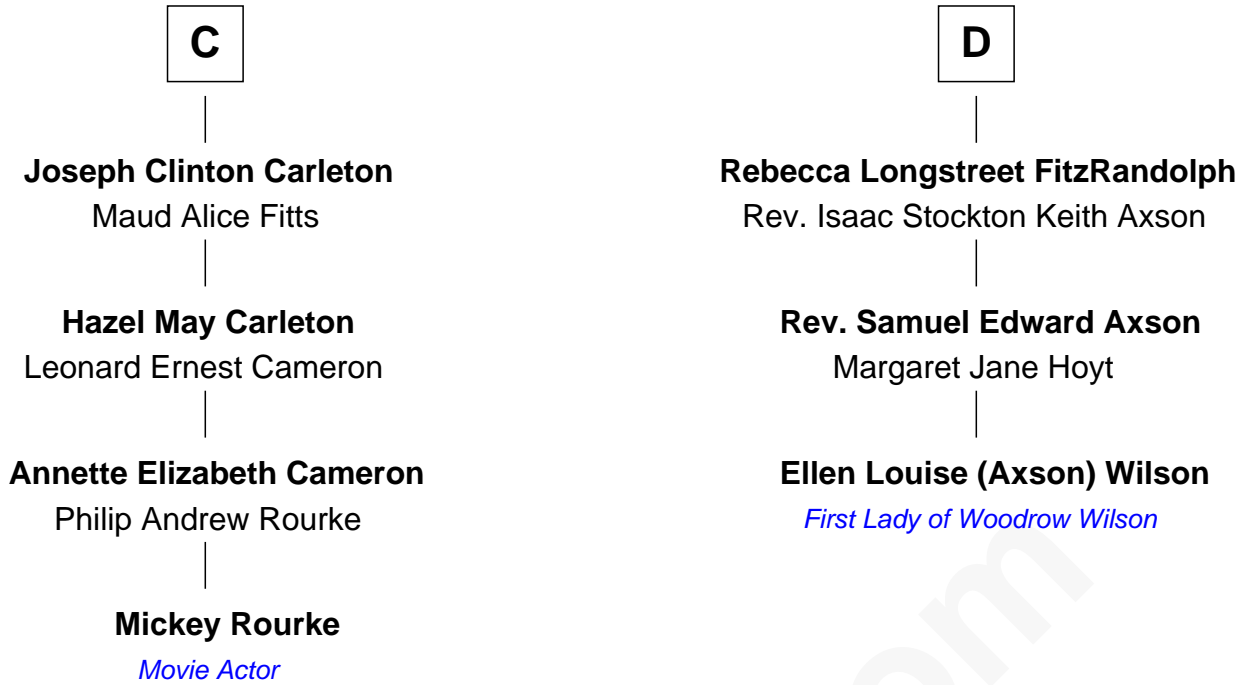 C
Joseph Clinton Carleton
Maud Alice Fitts
Hazel May Carleton
Leonard Ernest Cameron
Annette Elizabeth Cameron
Philip Andrew Rourke
Mickey Rourke
Movie Actor
D
Rebecca Longstreet FitzRandolph
Rev. Isaac Stockton Keith Axson
Rev. Samuel Edward Axson
Margaret Jane Hoyt
Ellen Louise (Axson) Wilson
First Lady of Woodrow Wilson